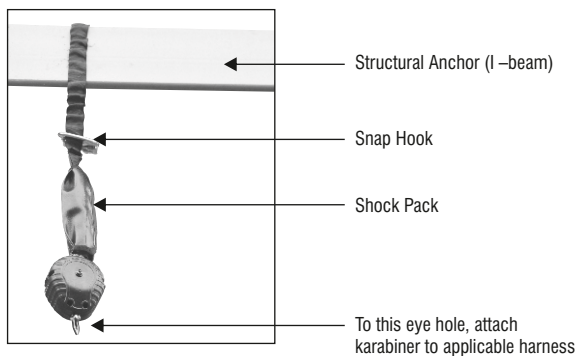 Structural Anchor (I –beam)
Snap Hook
Shock Pack
To this eye hole, attach
karabiner to applicable harness